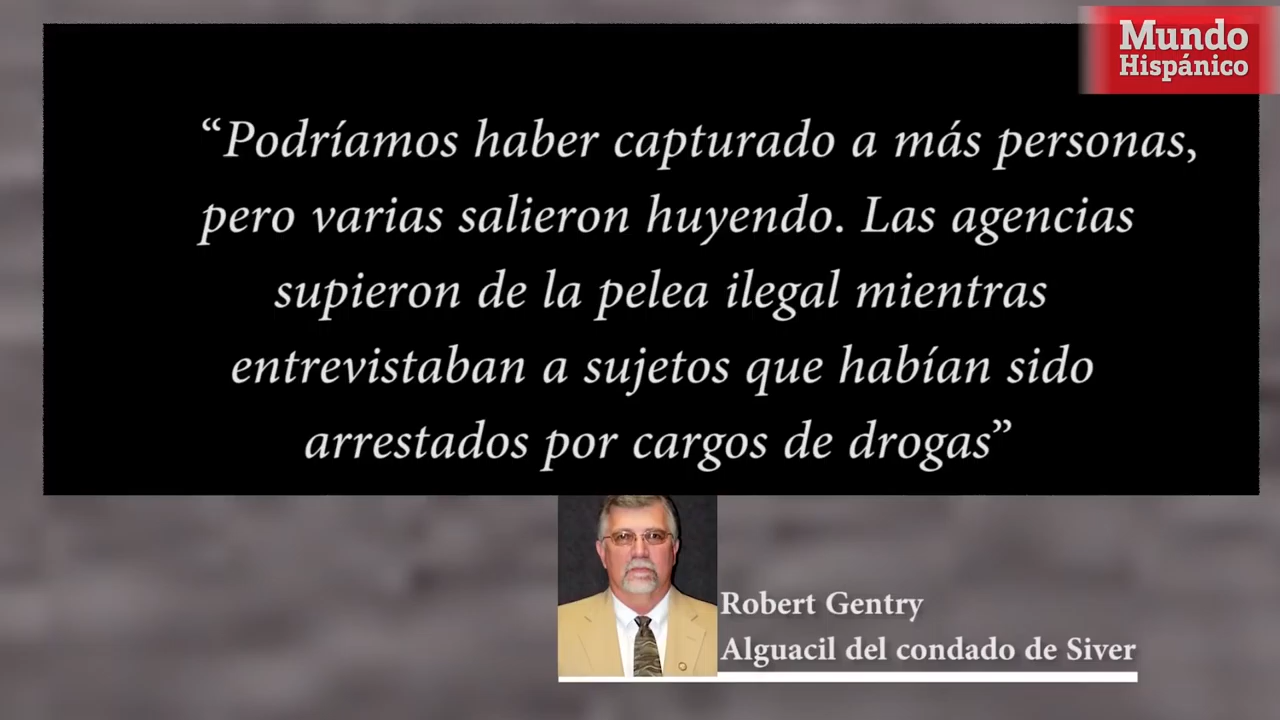 Mundo
Hispánico
“Podríamos haber capturado a más personas,
pero varias salieron huyendo. Las agencias
supieron de la pelea ilegal mientras
entrevistaban a sujetos que habían sido
arrestados por cargos de drogas”
Robert Gentry
Alguacil del condado de Siver